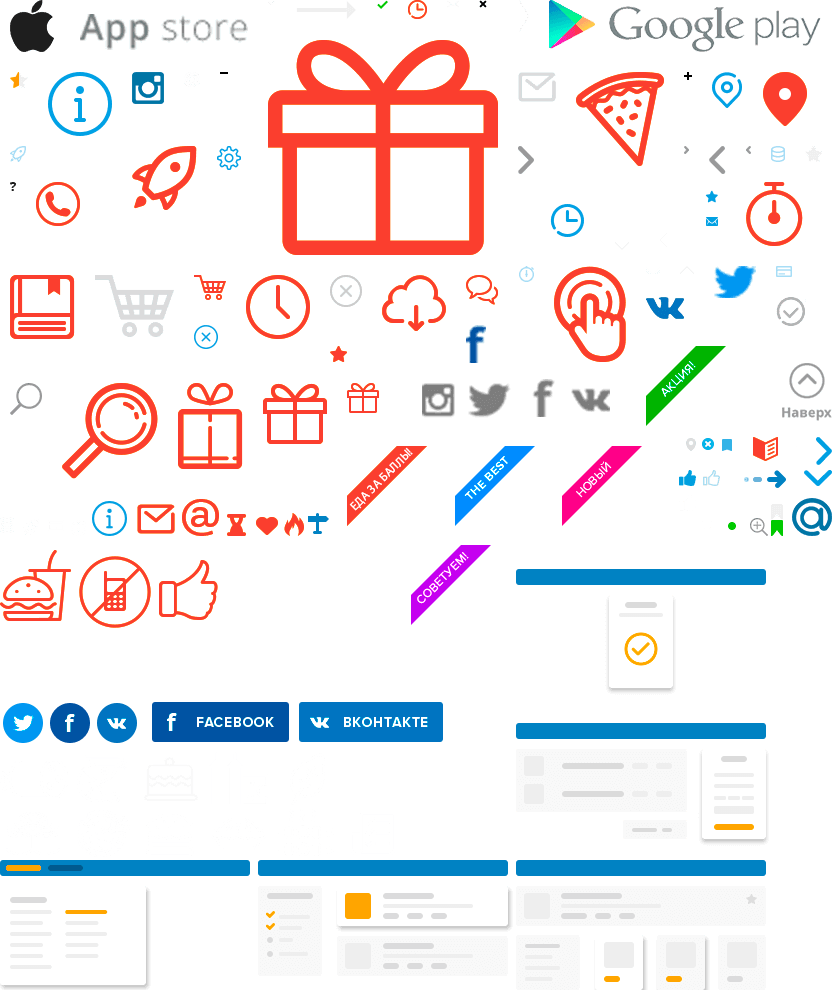 App store
Google play
?
АКЦИЯ!
Наверх
ЕДА ЗА БАЛЛЫ!
THE BEST
НОВЫЙ
@
@
СОВЕТУЕМ!
FACEBOOK
ВКОНТАКТЕ